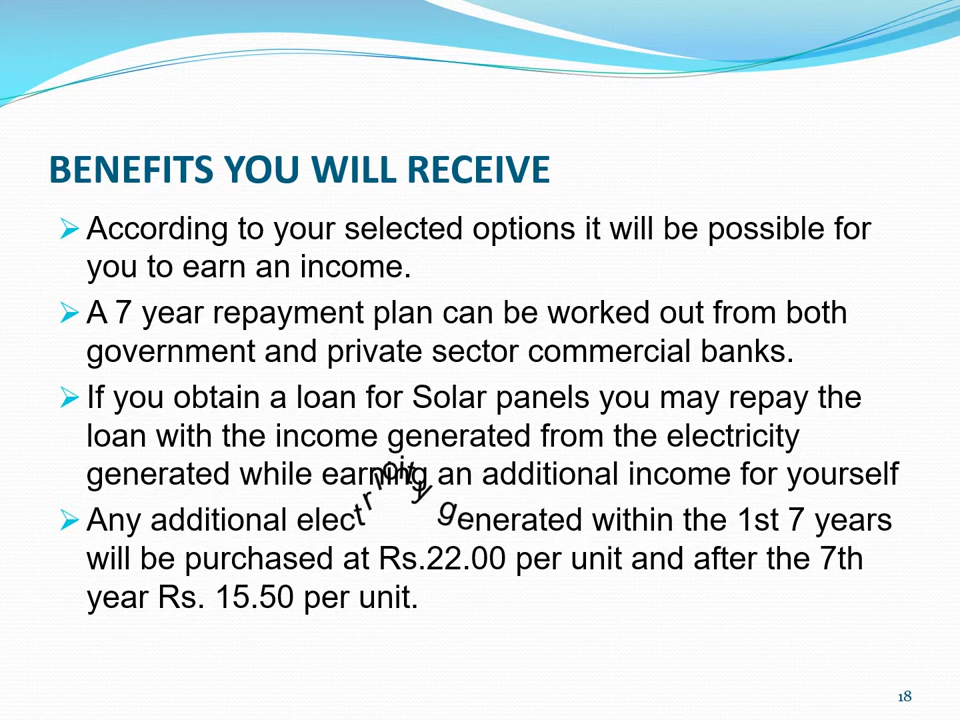 BENEFITS YOU WILL RECEIVE
According to your selected options it will be possible for
you to earn an income.
A 7 year repayment plan can be worked out from both
government and private sector commercial banks.
If you obtain a loan for Solar panels you may repay the
loan with the income generated from the electricity
generated while earning an additional income for yourself
Any additional electricity generated within the 1st 7 years
will be purchased at Rs.22.00 per unit and after the 7th
year Rs. 15.50 per unit.
18